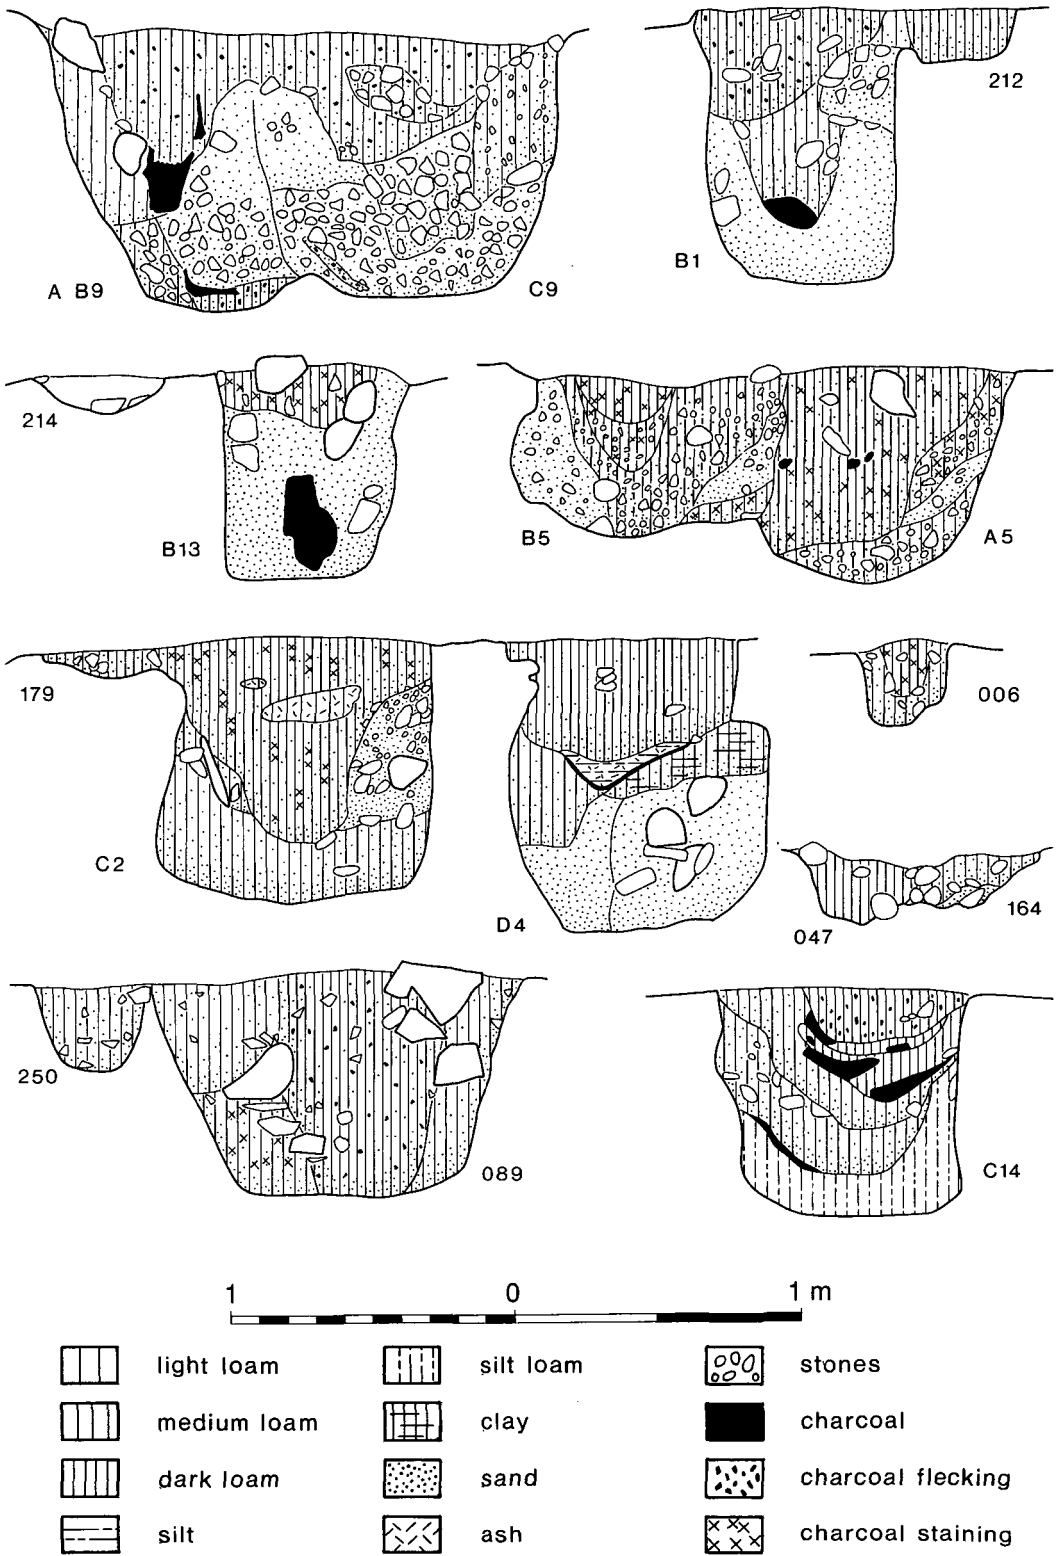 212
A B9
C9
B1
214
B13
B5
A5
179
006
C2
D4
047
164
250
089
C14
1 0 1 m
light loam
silt loam
stones
medium loam
clay
charcoal
dark loam
sand
charcoal flecking
silt
ash
charcoal staining